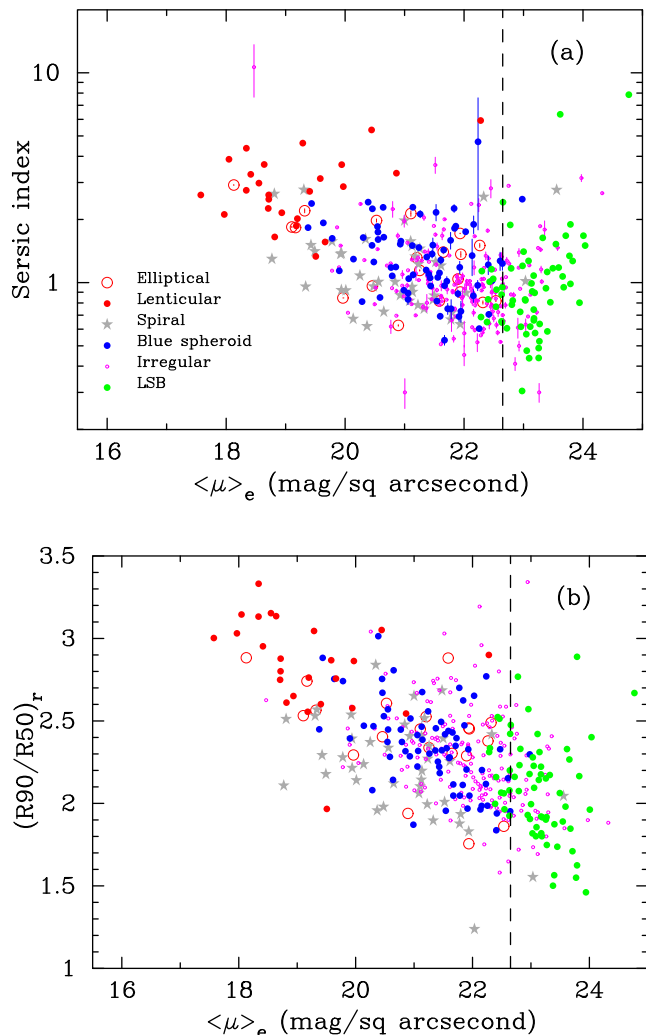 (a)
10
1
Sersic index
Elliptical
Lenticular
Spiral
Blue spheroid
Irregular
LSB
16 18 20 22 24
<μ>e (mag/sq arcsecond)
(b)
3.5
3
2.5
2
1.5
1
(R90/R50)r
16 18 20 22 24
<μ>e (mag/sq arcsecond)